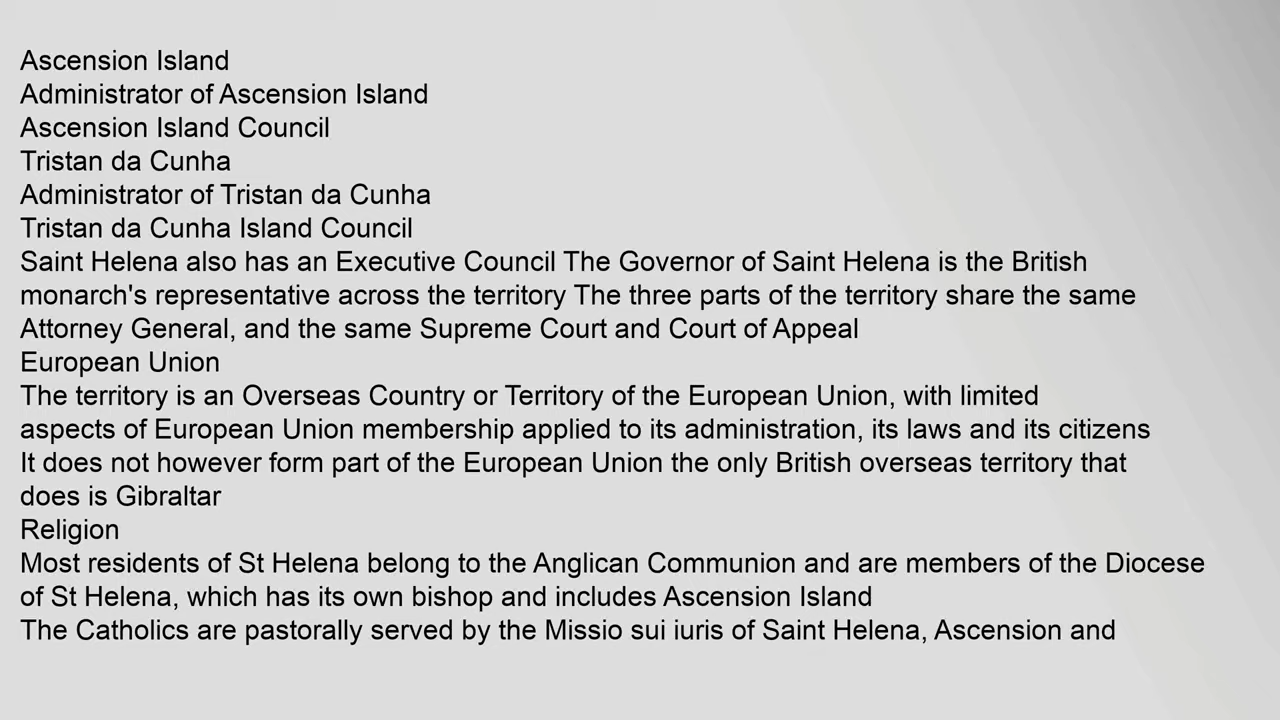 Ascension Island
Administrator of Ascension Island
Ascension Island Council
Tristan da Cunha
Administrator of Tristan da Cunha
Tristan da Cunha Island Council
Saint Helena also has an Executive Council The Governor of Saint Helena is the British
monarch's representative across the territory The three parts of the territory share the same
Attorney General, and the same Supreme Court and Court of Appeal
European Union
The territory is an Overseas Country or Territory of the European Union, with limited
aspects of European Union membership applied to its administration, its laws and its citizens
It does not however form part of the European Union the only British overseas territory that
does is Gibraltar
Religion
Most residents of St Helena belong to the Anglican Communion and are members of the Diocese
of St Helena, which has its own bishop and includes Ascension Island
The Catholics are pastorally served by the Missio sui iuris of Saint Helena, Ascension and